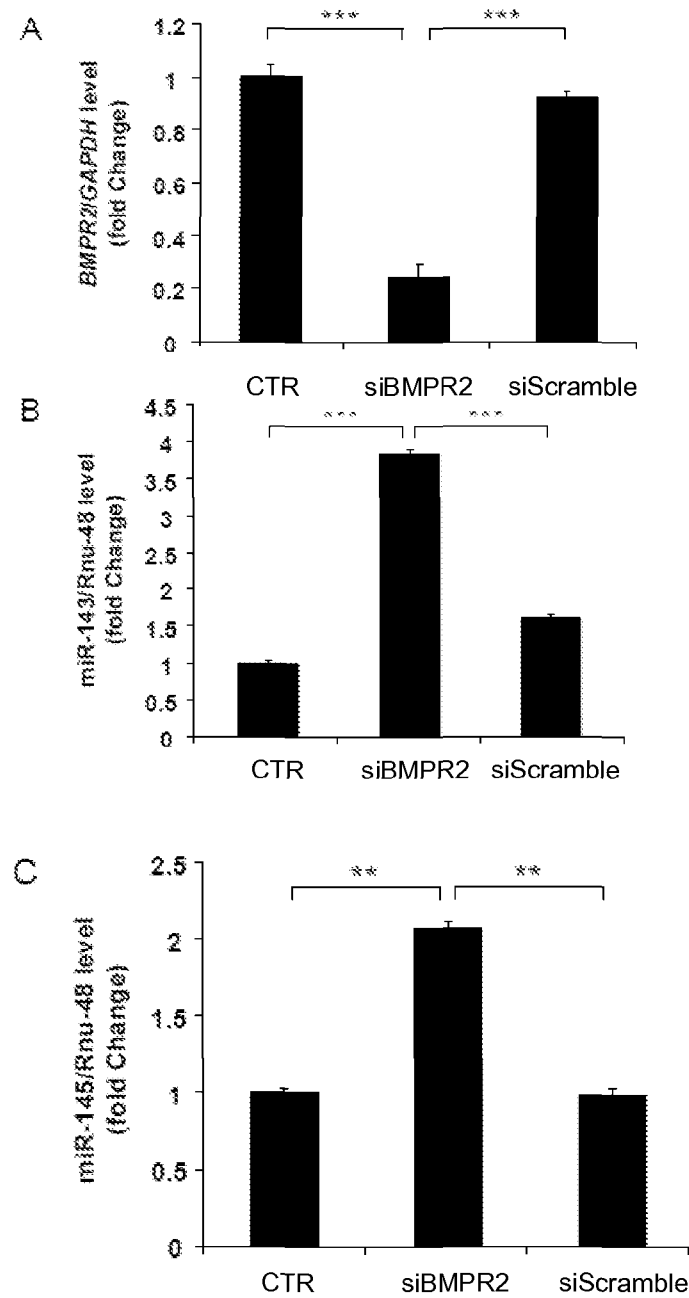 A
***
***
BMPR2/GAPDH level
(fold Change)
1.2
1
0.8
0.6
0.4
0.2
0
CTR
siBMPR2
siScramble
B
***
***
miR-143/Rnu-48 level
(fold Change)
4.5
4
3.5
3
2.5
2
1.5
1
0.5
0
CTR
siBMPR2
siScramble
C
**
**
miR-145/Rnu-48 level
(fold Change)
2.5
2
1.5
1
0.5
0
CTR
siBMPR2
siScramble